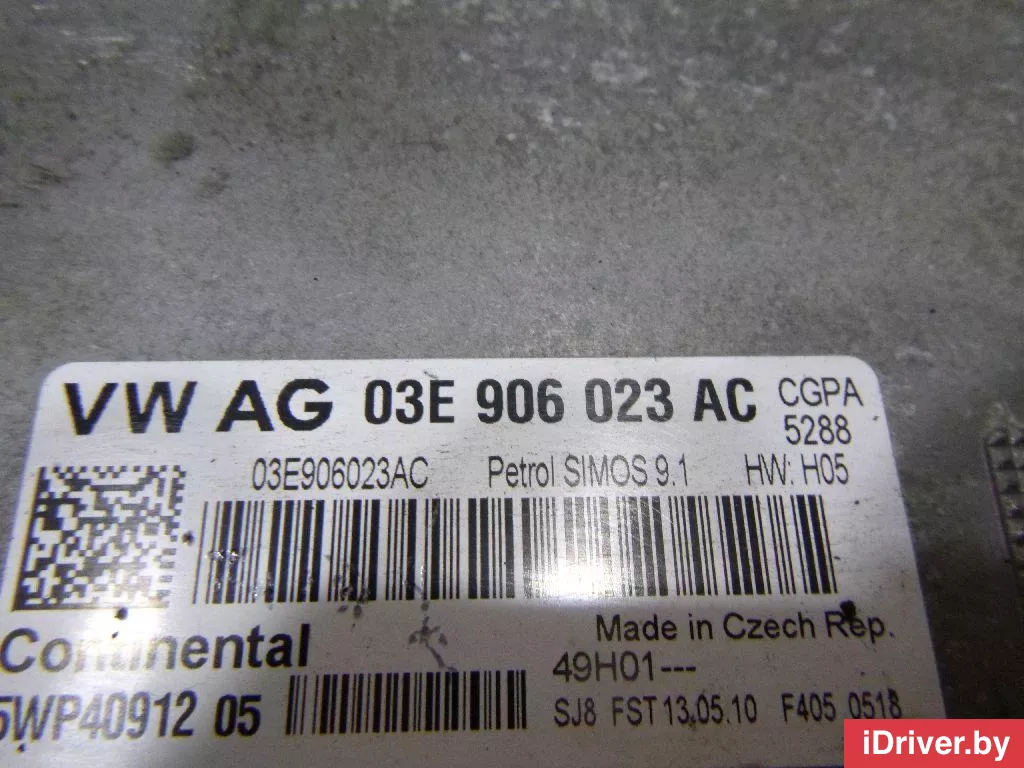 VW AG 03E 906 023 AC CGPA
5288
03E906023AC Petrol SIMOS 9.1 HW: H05
Continental Made in Czech Rep.
49H01---
5WP40912 05 SJ8 FST 13.05.10 F405 0518
iDriver.by